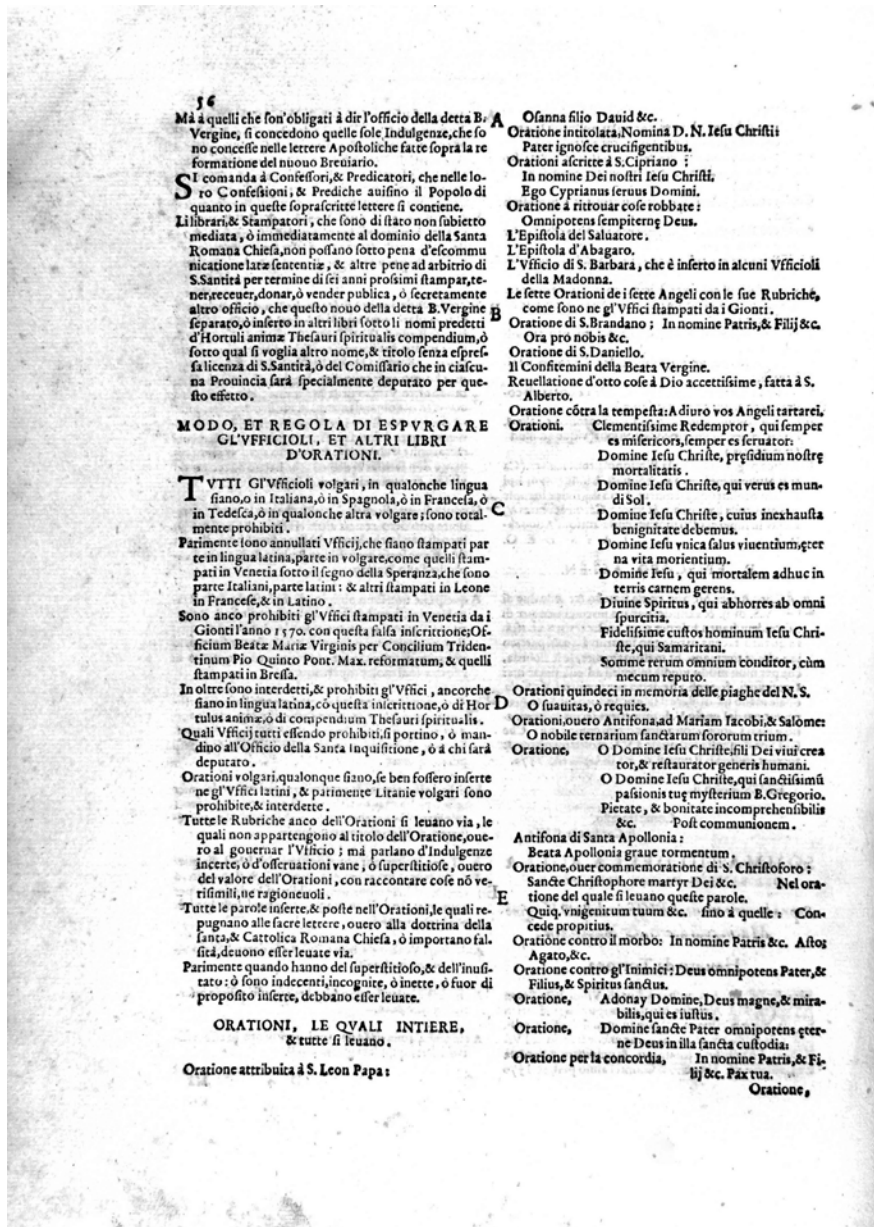 56
Mà à quelli che son'obligati à dir l'officio della detta B.
Vergine, si concedono quelle sole Indulgenze, che so
no concesse nelle lettere Apostoliche fatte sopra la re
formatione del nuouo Breuiario.
SI comanda à Confessori, & Predicatori, che nelle lo-
ro Confessioni, & Prediche auisino il Popolo di
quanto in queste soprascritte lettere si contiene.
Li librari, & Stampatori, che sono di stato non subietto
mediata, ò immediatamente al dominio della Santa
Romana Chiesa, non possano sotto pena d'escommu
nicatione latæ sententiæ, & altre pene ad arbitrio di
S.Santità per termine di sei anni prossimi stampar, te-
ner, receuer, donar, ò vender publica, ò secretamente
altro officio, che questo nouo della detta B.Vergine
separato, ò inserto in altri libri sotto li nomi predetti
d'Hortuli animæ Thesauri spiritualis compendium, ò
sotto qual si voglia altro nome, & titolo senza espres-
sa licenza di S.Santità, ò del Comissario che in ciascu-
na Prouincia sarà specialmente deputato per que-
sto effetto.
MODO, ET REGOLA DI ESPVRGARE
GL'VFFICIOLI, ET ALTRI LIBRI
D'ORATIONI.
TVTTI Gl'Vfficioli volgari, in qualonche lingua
siano, o in Italiana, ò in Spagnola, ò in Francesa, ò
in Tedesca, ò in qualonche altra volgare; sono total-
mente prohibiti.
Parimente sono annullati Vfficij, che siano stampati par
te in lingua latina, parte in volgare, come quelli stam-
pati in Venetia sotto il segno della Speranza, che sono
parte Italiani, parte latini: & altri stampati in Leone
in Francese, & in Latino.
Sono anco prohibiti gl'Vffici stampati in Venetia da i
Gionti l'anno 1570. con questa falsa inscrittione; Of-
ficium Beatæ Mariæ Virginis per Concilium Triden-
tinum Pio Quinto Pont. Max. reformatum, & quelli
stampati in Bressa.
In oltre sono interdetti, & prohibiti gl'Vffici, ancorche
siano in lingua latina, cō questa inscrittione, ò di Hor
tulus animæ, ò di compendium Thesauri spiritualis.
Quali Vfficij tutti essendo prohibiti, si portino, ò man-
dino all'Officio della Santa Inquisitione, ò à chi sarà
deputato.
Orationi volgari, qualonque siano, se ben fossero inserte
ne gl'Vffici latini, & parimente Litanie volgari sono
prohibite, & interdette.
Tutte le Rubriche anco dell'Orationi si leuano via, le
quali non appartengono al titolo dell'Oratione, oue-
ro al gouernar l'Vfficio; mà parlano d'Indulgenze
incerte, ò d'osseruationi vane, ò superstitiose, ouero
del valore dell'Orationi, con raccontare cose nō ve-
risimili, ne ragioneuoli.
Tutte le parole inserte, & poste nell'Orationi, le quali re-
pugnano alle sacre lettere, ouero alla dottrina della
santa, & Cattolica Romana Chiesa, ò importano fal-
sità, deuono esser leuate via.
Parimente quando hanno del superstitioso, & dell'inusi-
tato: ò sono indecenti, incognite, ò inette, ò fuor di
proposito inserte, debbano esser leuate.
ORATIONI, LE QVALI INTIERE,
& tutte si leuano.
Oratione attribuita à S. Leon Papa:
A
B
C
D
E
Osanna filio Dauid &c.
Oratione intitolata, Nomina D. N. Iesu Christi:
Pater ignosce crucifigentibus.
Orationi ascritte à S.Cipriano:
In nomine Dei nostri Iesu Christi.
Ego Cyprianus seruus Domini.
Oratione à ritrouar cose robbate:
Omnipotens sempiternę Deus.
L'Epistola del Saluatore.
L'Epistola d'Abagaro.
L'Vfficio di S. Barbara, che è inserto in alcuni Vfficioli
della Madonna.
Le sette Orationi de i sette Angeli con le sue Rubriche,
come sono ne gl'Vffici stampati da i Gionti.
Oratione di S.Brandano; In nomine Patris, & Filij &c.
Ora pro nobis &c.
Oratione di S.Daniello.
Il Confitemini della Beata Vergine.
Reuellatione d'otto cose à Dio accettissime, fatta à S.
Alberto.
Oratione cōtra la tempesta: Adiuro vos Angeli tartarei.
Orationi. Clementissime Redemptor, qui semper
es misericors, semper es seruator:
Domine Iesu Christe, pręsidium nostrę
mortalitatis.
Domine Iesu Christe, qui verus es mun-
di Sol.
Domine Iesu Christe, cuius inexhausta
benignitate debemus.
Domine Iesu vnica salus viuentium, ęter
na vita morientium.
Domine Iesu, qui mortalem adhuc in
terris carnem gerens.
Diuine Spiritus, qui abhorres ab omni
spurcitia.
Fidelissime custos hominum Iesu Chri-
ste, qui Samaritani.
Somme rerum omnium conditor, cùm
mecum reputo.
Orationi quindeci in memoria delle piaghe del N. S.
O suauitas, ò requies.
Orationi, ouero Antifona, ad Mariam Iacobi, & Salome:
O nobile ternarium sanctarum sororum trium.
Oratione, O Domine Iesu Christe, fili Dei viui crea
tor, & restaurator generis humani.
O Domine Iesu Christe, qui sanctissimū
passionis tuę mysterium B.Gregorio.
Pietate, & bonitate incomprehensibilis
&c. Post communionem.
Antifona di Santa Apollonia:
Beata Apollonia graue tormentum.
Oratione, ouer commemoratione di S. Christoforo:
Sancte Christophore martyr Dei &c. Nel ora-
tione del quale si leuano queste parole.
Quiq. vnigenitum tuum &c. sino à quelle: Con-
cede propitius.
Oratione contro il morbo: In nomine Patris &c. Astos
Agato, &c.
Oratione contro gl'Inimici: Deus omnipotens Pater, &
Filius, & Spiritus sanctus.
Oratione, Adonay Domine, Deus magne, & mira-
bilis, qui es iustus.
Oratione, Domine sancte Pater omnipotens ęter-
ne Deus in illa sancta custodia:
Oratione per la concordia, In nomine Patris, & Fi-
lij &c. Pax tua.
Oratione,